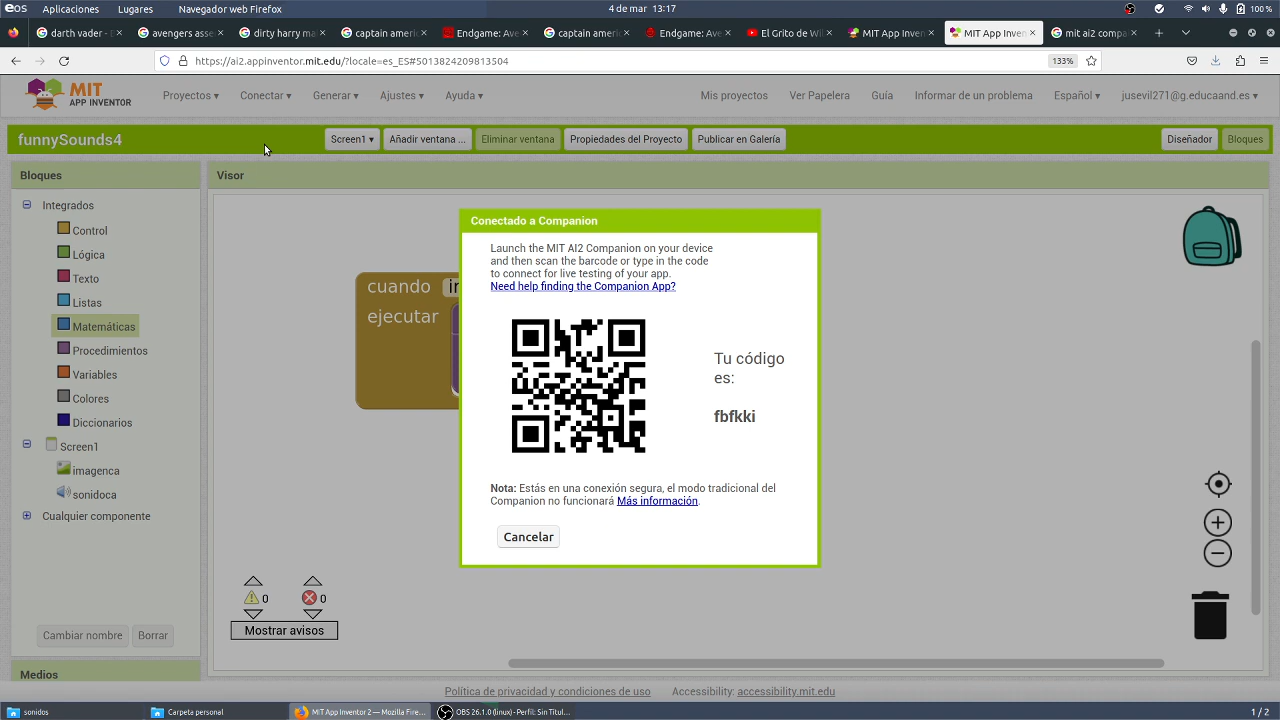 Aplicaciones Lugares Navegador web Firefox 4 de mar 13:17 100 %
darth vader - avengers asse dirty harry ma captain ameri Endgame: Ave captain ameri Endgame: Ave El Grito de Wil MIT App Inven MIT App Inven mit ai2 compa
https://ai2.appinventor.mit.edu/?locale=es_ES#5013824209813504 133%
MIT
APP INVENTOR
Proyectos ▾ Conectar ▾ Generar ▾ Ajustes ▾ Ayuda ▾ Mis proyectos Ver Papelera Guía Informar de un problema Español ▾ jusevil271@g.educaand.es ▾
funnySounds4 Screen1 ▾ Añadir ventana ... Eliminar ventana Propiedades del Proyecto Publicar en Galería Diseñador Bloques
Bloques Visor
Integrados
Control
Lógica
Texto
Listas
Matemáticas
Procedimientos
Variables
Colores
Diccionarios
Screen1
imagenca
sonidoca
Cualquier componente
Cambiar nombre Borrar
Medios
cuando
ejecutar
Conectado a Companion
Launch the MIT AI2 Companion on your device
and then scan the barcode or type in the code
to connect for live testing of your app.
Need help finding the Companion App?
Tu código
es:
fbfkki
Nota: Estás en una conexión segura, el modo tradicional del
Companion no funcionará Más información.
Cancelar
0 0
Mostrar avisos
Política de privacidad y condiciones de uso Accessibility: accessibility.mit.edu
sonidos Carpeta personal MIT App Inventor 2 — Mozilla Fire... OBS 26.1.0 (linux) - Perfil: Sin Titul... 1 / 2